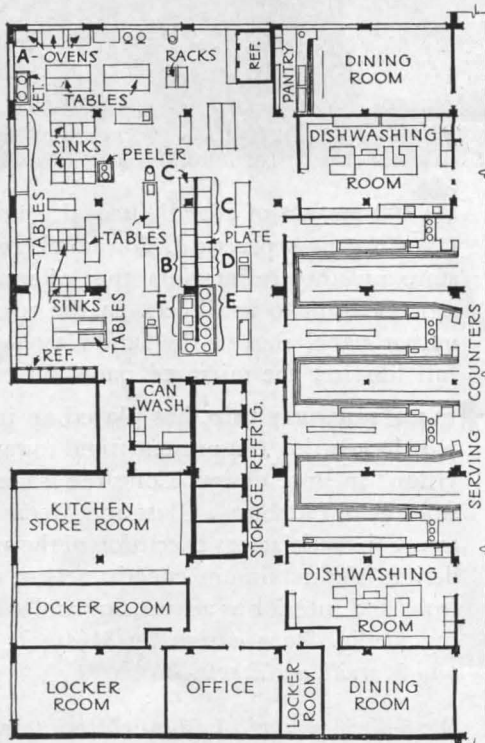 A - OVENS
RACKS
REF.
PANTRY
DINING
ROOM
KET.
TABLES
DISHWASHING
ROOM
SINKS
PEELER
C
C
TABLES
TABLES
PLATE
B
D
SINKS
TABLES
F
E
REF.
CAN
WASH.
STORAGE REFRIG.
SERVING COUNTERS
KITCHEN
STORE ROOM
DISHWASHING
ROOM
LOCKER ROOM
LOCKER
ROOM
OFFICE
LOCKER
ROOM
DINING
ROOM